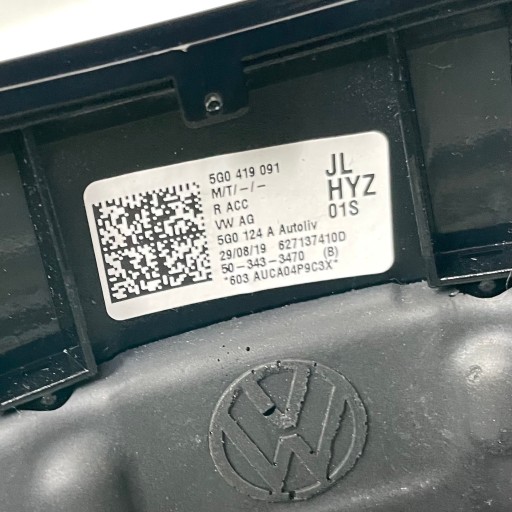 5G0 419 091
M/T/-/-
R ACC
VW AG
5G0 124 A Autoliv
29/08/19 627137410D
50-343-3470 (B)
*603 AUCA04P9C3X*
JL
HYZ
01S